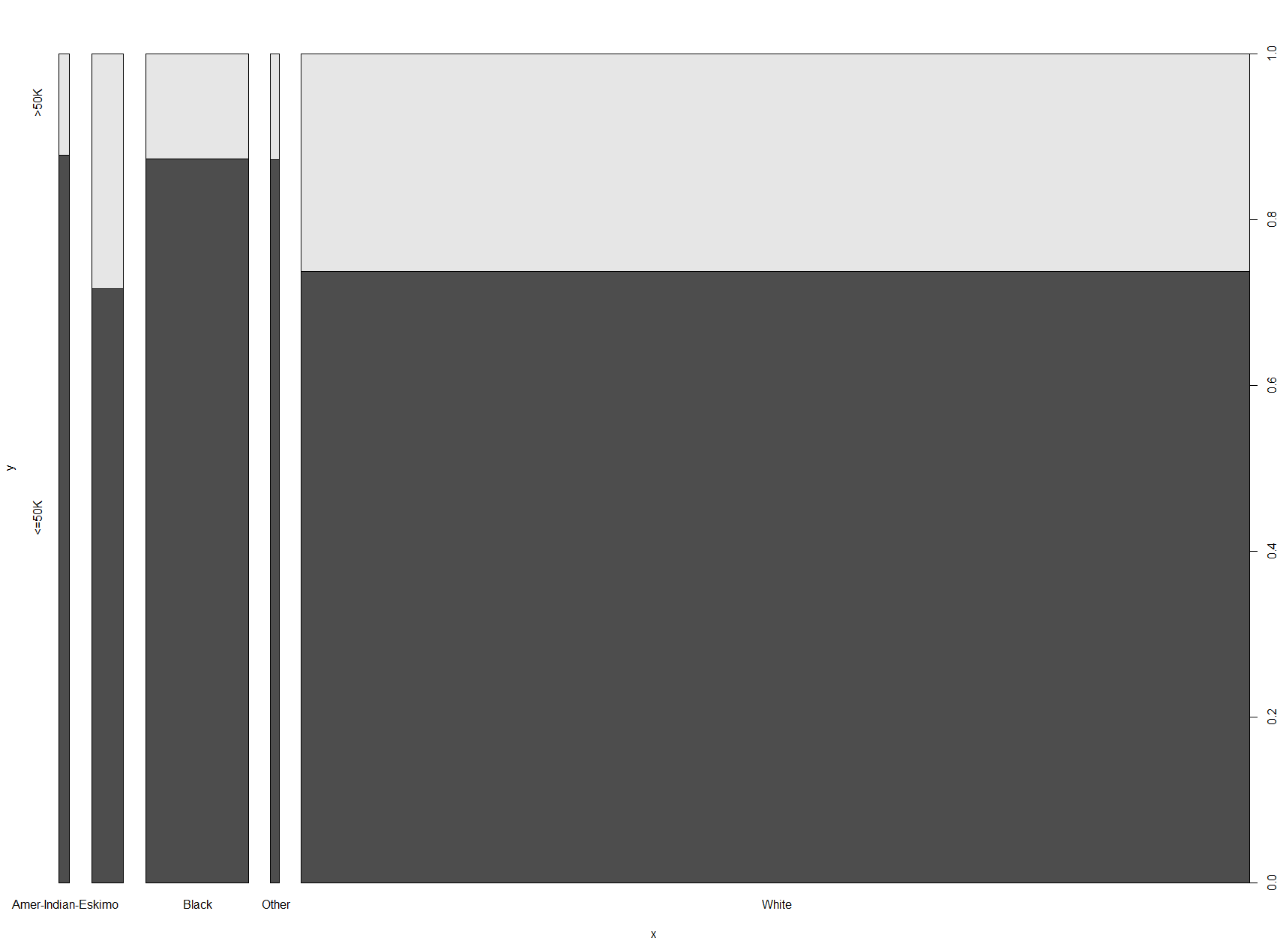 >50K
<=50K
y
1.0
0.8
0.6
0.4
0.2
0.0
Amer-Indian-Eskimo Black Other White
x